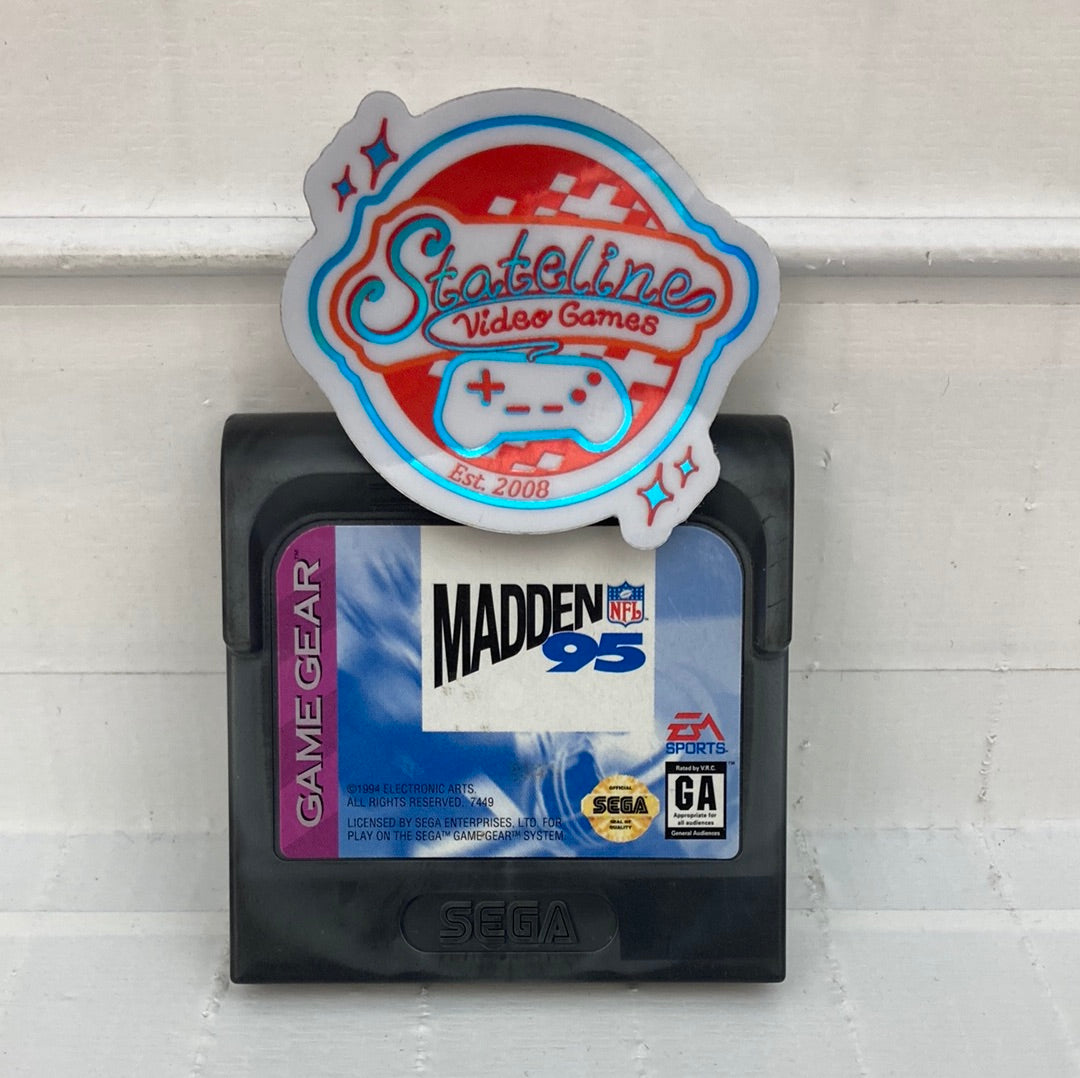 Stateline
Video Games
Est. 2008
GAME GEAR™
MADDEN
NFL
95
EA
SPORTS
©1994 ELECTRONIC ARTS.
ALL RIGHTS RESERVED. 7449
LICENSED BY SEGA ENTERPRISES, LTD. FOR
PLAY ON THE SEGA™ GAME GEAR™ SYSTEM.
OFFICIAL
SEGA
SEAL OF
QUALITY
Rated by V.R.C.
GA
Appropriate for
all audiences
General Audiences
SEGA